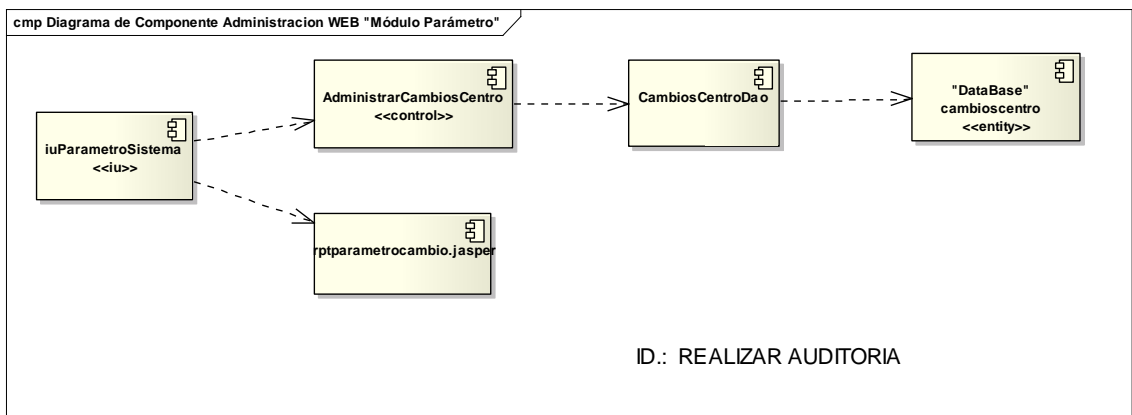 cmp Diagrama de Componente Administracion WEB "Módulo Parámetro"
iuParametroSistema
<<iu>>
AdministrarCambiosCentro
<<control>>
CambiosCentroDao
"DataBase"
cambioscentro
<<entity>>
rptparametrocambio.jasper
ID.: REALIZAR AUDITORIA